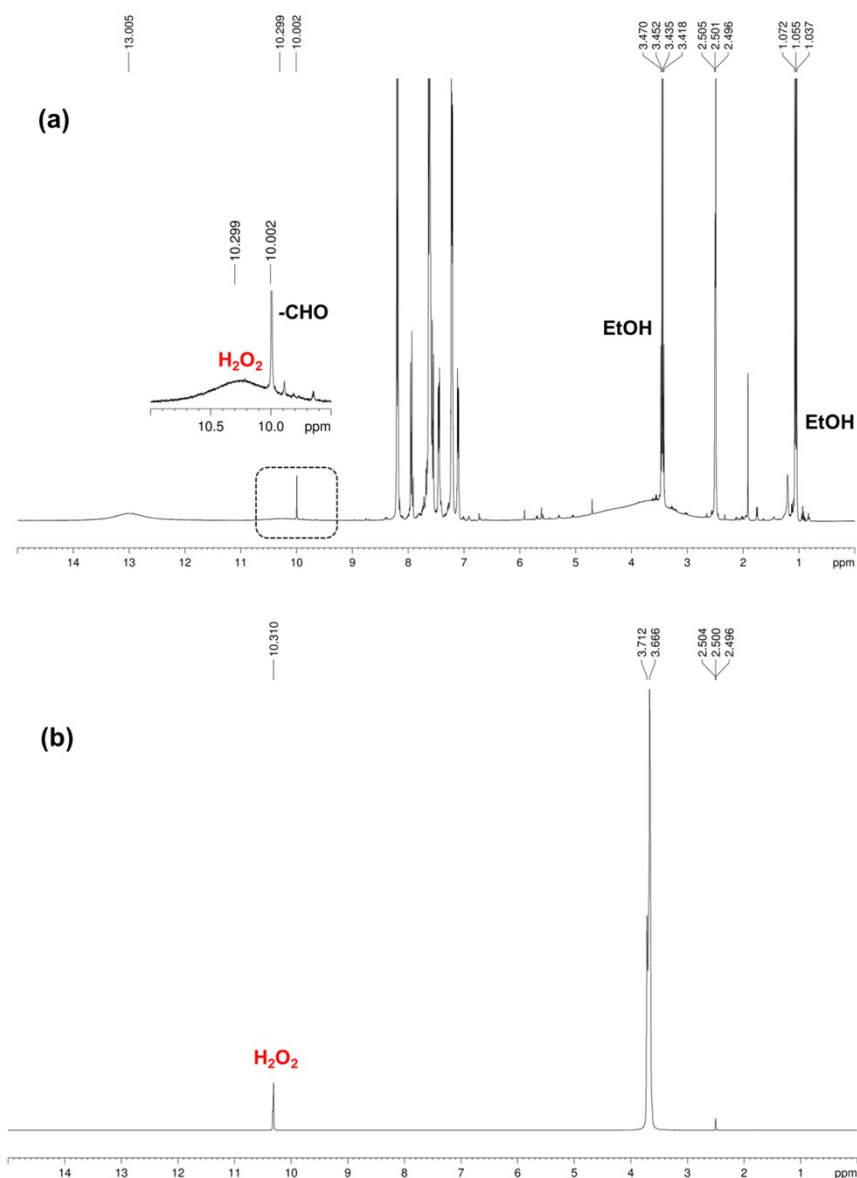 13.005
10.299
10.002
3.470
3.452
3.435
3.418
2.505
2.501
2.496
1.072
1.055
1.037
(a)
10.299
10.002
-CHO
H₂O₂
10.5 10.0 ppm
EtOH
EtOH
14 13 12 11 10 9 8 7 6 5 4 3 2 1 ppm
10.310
3.712
3.666
2.504
2.500
2.496
(b)
H₂O₂
14 13 12 11 10 9 8 7 6 5 4 3 2 1 ppm